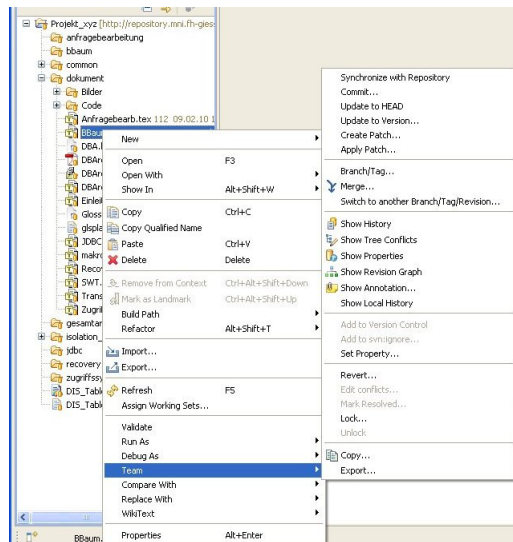 Projekt_xyz [http://repository.mni.fh-gies
anfragebearbeitung
bbaum
common
dokument
Bilder
Code
Anfragebearb.tex 112 09.02.10 1
BBau
New
DBA.
Open F3
DBAr
Open With
DBAr
Show In Alt+Shift+W
DBAr
Einlei
Copy Ctrl+C
Gloss
Copy Qualified Name
glspla
Paste Ctrl+V
JDBC
Delete Delete
makro
Reco
Remove from Context Ctrl+Alt+Shift+Down
SWT.
Mark as Landmark Ctrl+Alt+Shift+Up
Trans
Build Path
Zugrif
Refactor Alt+Shift+T
gesamtar
isolation_
Import...
jdbc
Export...
recovery
zugriffssy
Refresh F5
DIS_Tabl
Assign Working Sets...
DIS_Tabl
Validate
Run As
Debug As
Team
Compare With
Replace With
WikiText
Properties Alt+Enter
BBaum.
Synchronize with Repository
Commit...
Update to HEAD
Update to Version...
Create Patch...
Apply Patch...
Branch/Tag...
Merge...
Switch to another Branch/Tag/Revision...
Show History
Show Tree Conflicts
Show Properties
Show Revision Graph
Show Annotation...
Show Local History
Add to Version Control
Add to svn:ignore...
Set Property...
Revert...
Edit conflicts...
Mark Resolved...
Lock...
Unlock
Copy...
Export...